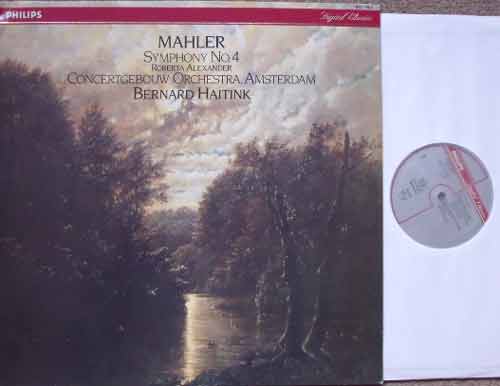 PHILIPS
Digital Classics
MAHLER
SYMPHONY NO.4
ROBERTA ALEXANDER
CONCERTGEBOUW ORCHESTRA, AMSTERDAM
BERNARD HAITINK